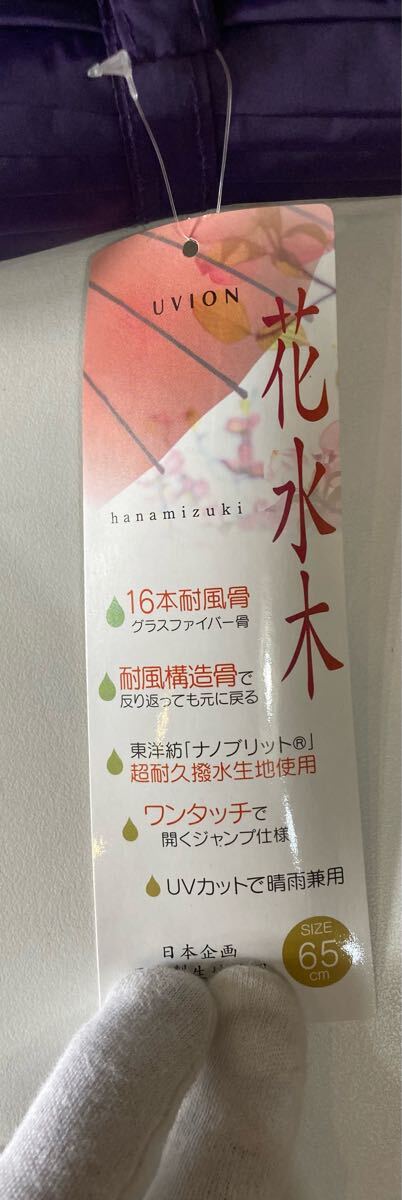 UVION
花水木
hanamizuki
16本耐風骨
グラスファイバー骨
耐風構造骨で
反り返っても元に戻る
東洋紡「ナノブリット®」
超耐久撥水生地使用
ワンタッチで
開くジャンプ仕様
UVカットで晴雨兼用
SIZE
65
cm
日本企画